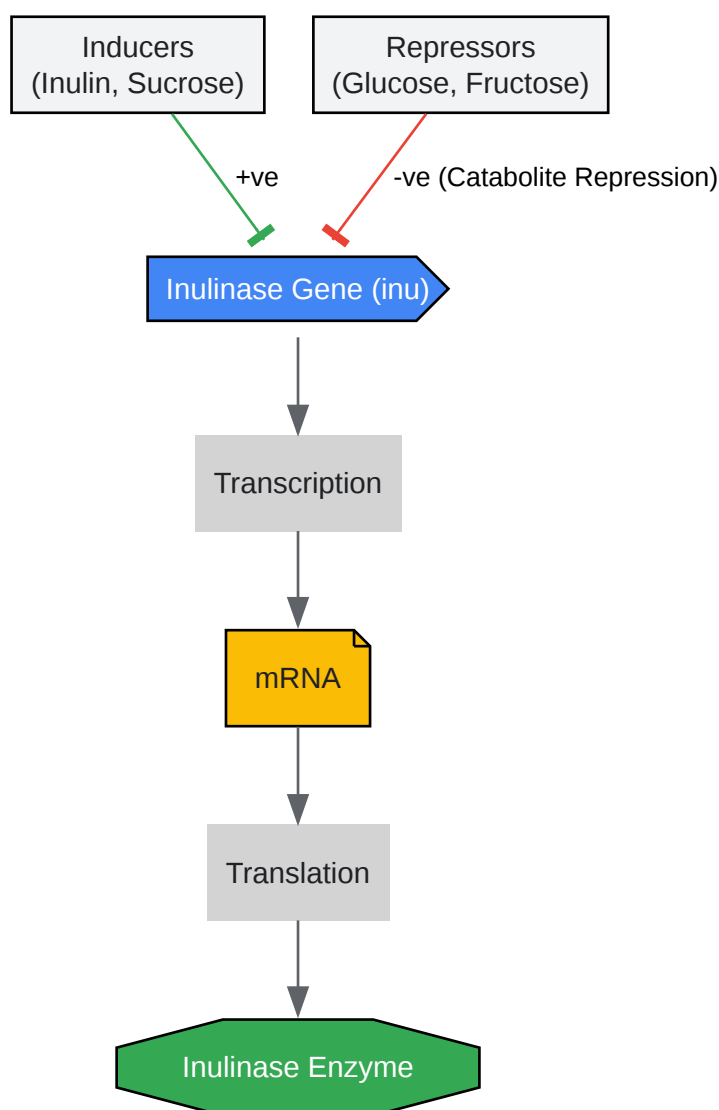 Inducers
(Inulin, Sucrose)
Repressors
(Glucose, Fructose)
+ve
-ve (Catabolite Repression)
Inulinase Gene (inu)
Transcription
mRNA
Translation
Inulinase Enzyme